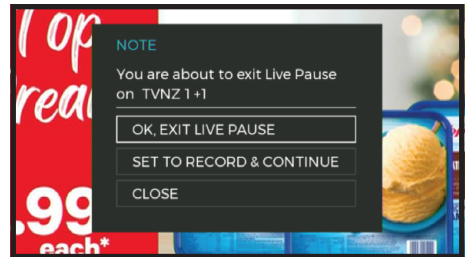 Top
.99
each*
NOTE
You are about to exit Live Pause
on TVNZ 1 +1
OK, EXIT LIVE PAUSE
SET TO RECORD & CONTINUE
CLOSE